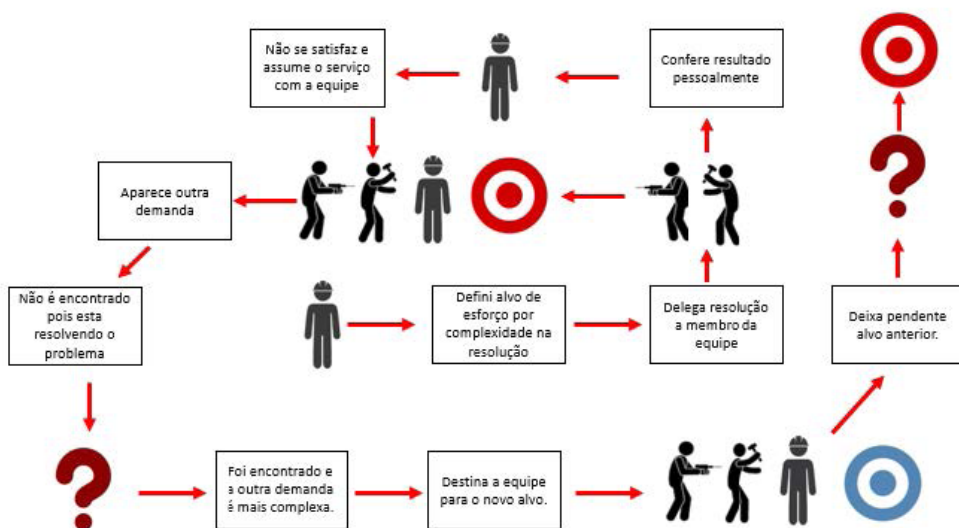 Não se satisfaz e
assume o serviço
com a equipe
Confere resultado
pessoalmente
Aparece outra
demanda
Não é encontrado
pois esta
resolvendo o
problema
Defini alvo de
esforço por
complexidade na
resolução
Delega resolução
a membro da
equipe
Deixa pendente
alvo anterior.
Foi encontrado e
a outra demanda
é mais complexa.
Destina a equipe
para o novo alvo.